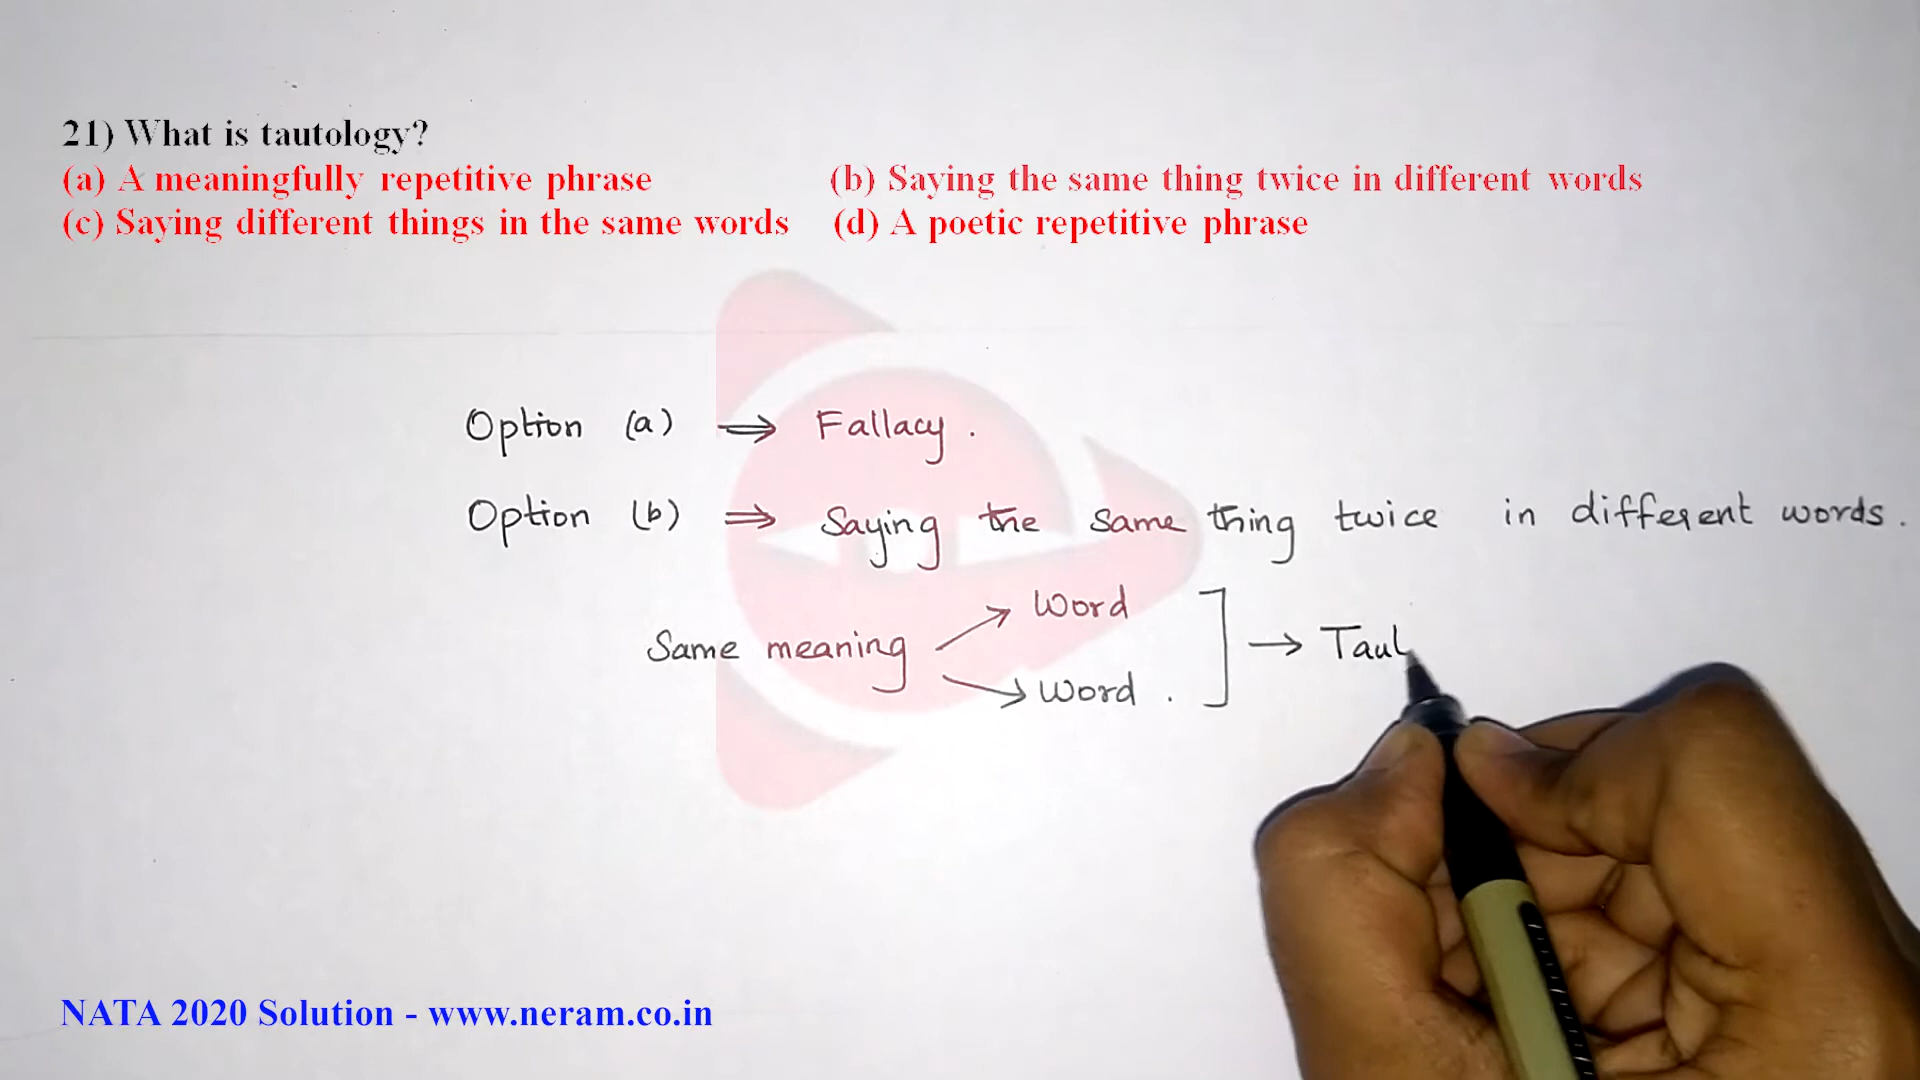 21) What is tautology?
(a) A meaningfully repetitive phrase (b) Saying the same thing twice in different words
(c) Saying different things in the same words (d) A poetic repetitive phrase
Option (a) ⇒ Fallacy .
Option (b) ⇒ Saying the same thing twice in different words .
Same meaning → Word
→ Word . ] → Taut
NATA 2020 Solution - www.neram.co.in